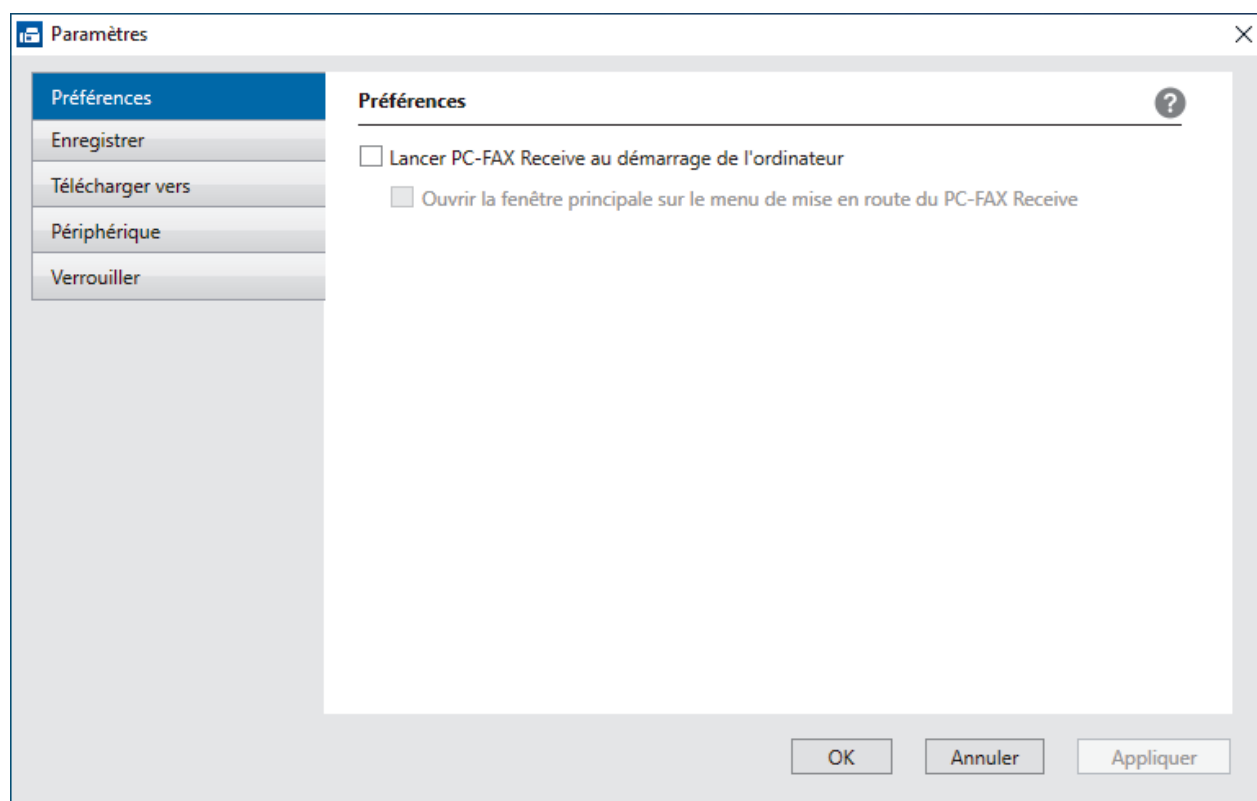 Paramètres
Préférences
Enregistrer
Télécharger vers
Périphérique
Verrouiller
Préférences
?
Lancer PC-FAX Receive au démarrage de l'ordinateur
Ouvrir la fenêtre principale sur le menu de mise en route du PC-FAX Receive
OK
Annuler
Appliquer